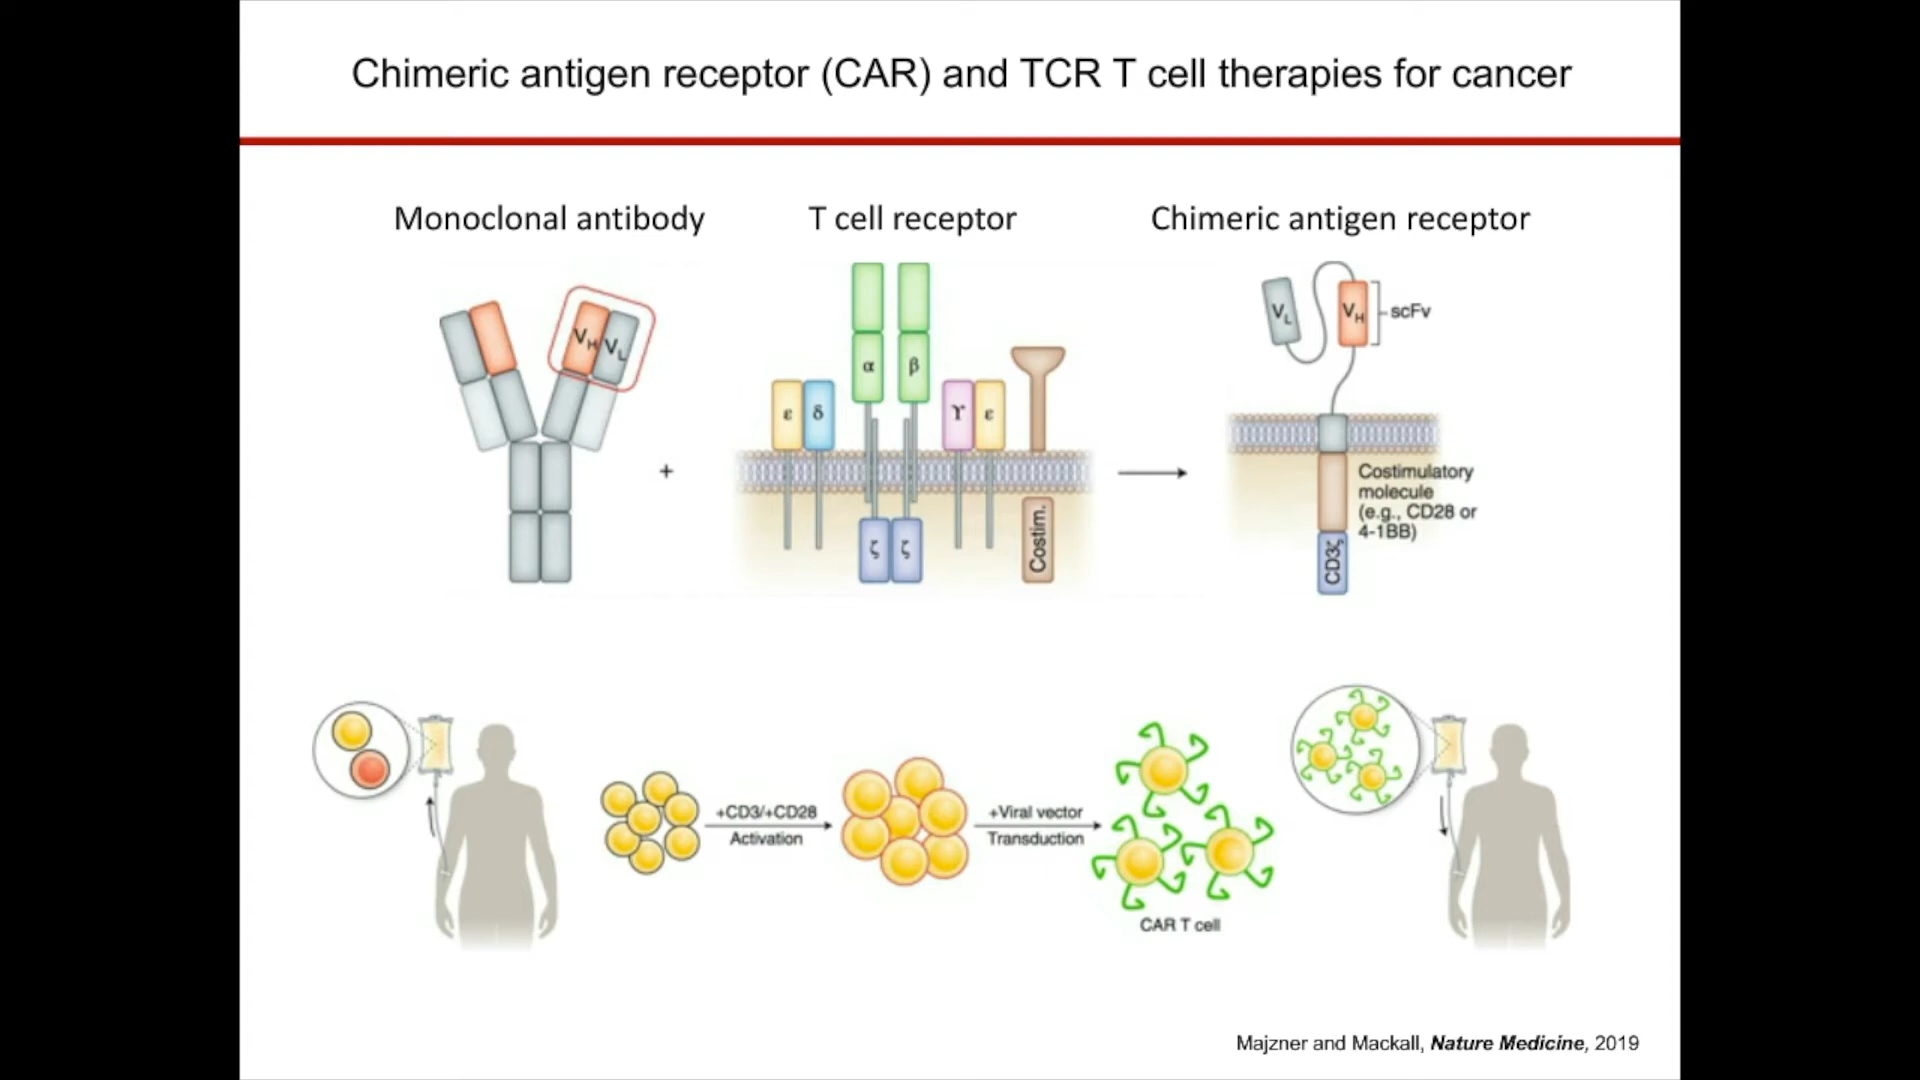 Chimeric antigen receptor (CAR) and TCR T cell therapies for cancer
Monoclonal antibody
T cell receptor
Chimeric antigen receptor
VH
VL
+
ε
δ
α
β
ϒ
ε
ζ
ζ
Costim.
VL
VH
scFv
Costimulatory
molecule
(e.g., CD28 or
4-1BB)
CD3ζ
+CD3/+CD28
Activation
+Viral vector
Transduction
CAR T cell
Majzner and Mackall, Nature Medicine, 2019